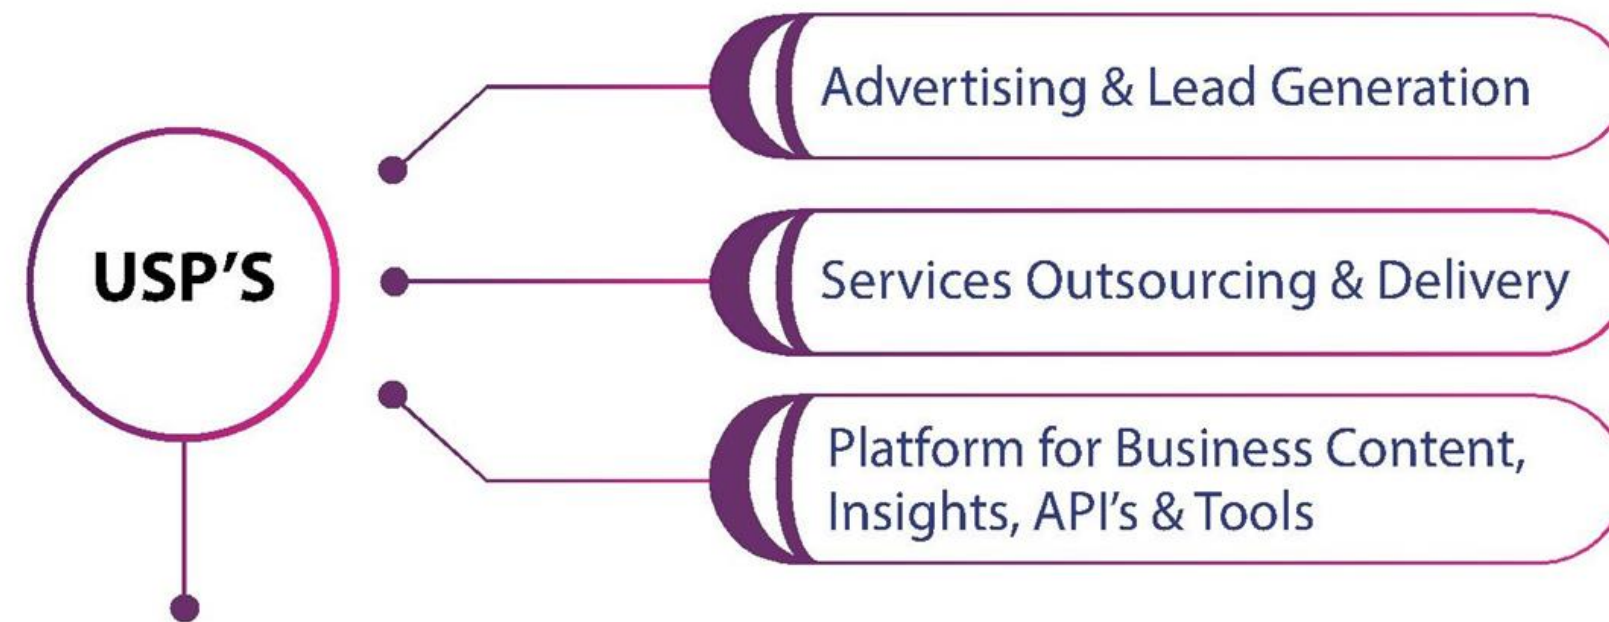 USP’S
Advertising & Lead Generation
Services Outsourcing & Delivery
Platform for Business Content,
Insights, API’s & Tools